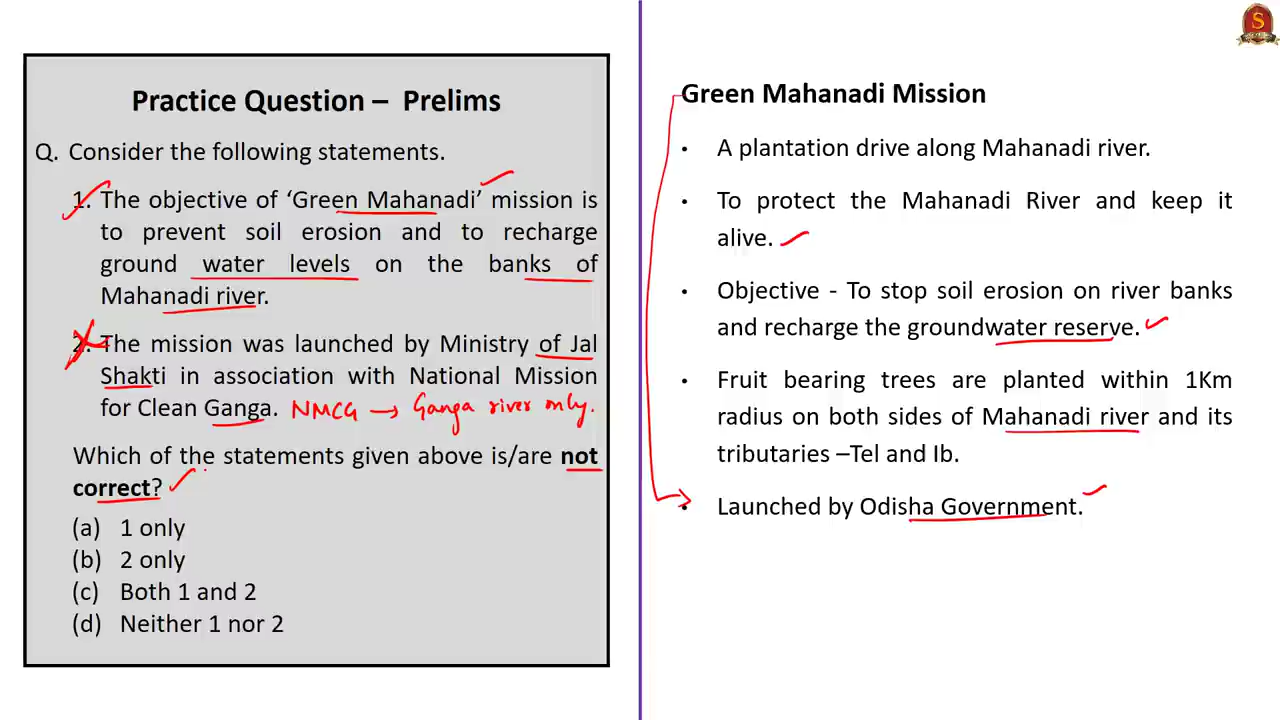 Practice Question – Prelims
Q. Consider the following statements.
1. The objective of ‘Green Mahanadi’ mission is
to prevent soil erosion and to recharge
ground water levels on the banks of
Mahanadi river.
2. The mission was launched by Ministry of Jal
Shakti in association with National Mission
for Clean Ganga. NMCG → Ganga river only.
Which of the statements given above is/are not
correct?
(a) 1 only
(b) 2 only
(c) Both 1 and 2
(d) Neither 1 nor 2
Green Mahanadi Mission
• A plantation drive along Mahanadi river.
• To protect the Mahanadi River and keep it
alive.
• Objective - To stop soil erosion on river banks
and recharge the groundwater reserve.
• Fruit bearing trees are planted within 1Km
radius on both sides of Mahanadi river and its
tributaries –Tel and Ib.
• Launched by Odisha Government.
S